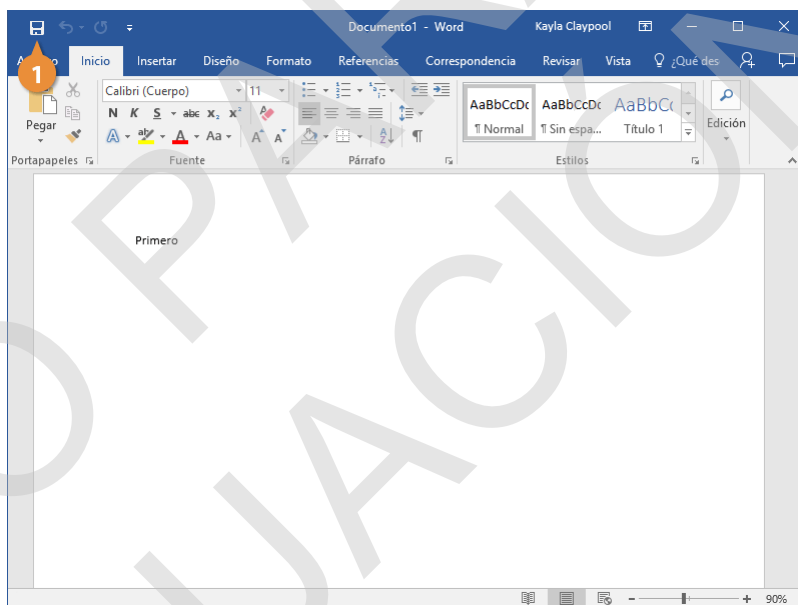 Documento1 - Word Kayla Claypool
Inicio Insertar Diseño Formato Referencias Correspondencia Revisar Vista ¿Qué des
1
Calibri (Cuerpo) 11
Pegar N K S abc X₂ X² AaBbCcDc AaBbCcDc AaBbCc Edición
ab A Aa A A ¶ Normal ¶ Sin espa... Título 1
Portapapeles Fuente Párrafo Estilos
Primero
90%